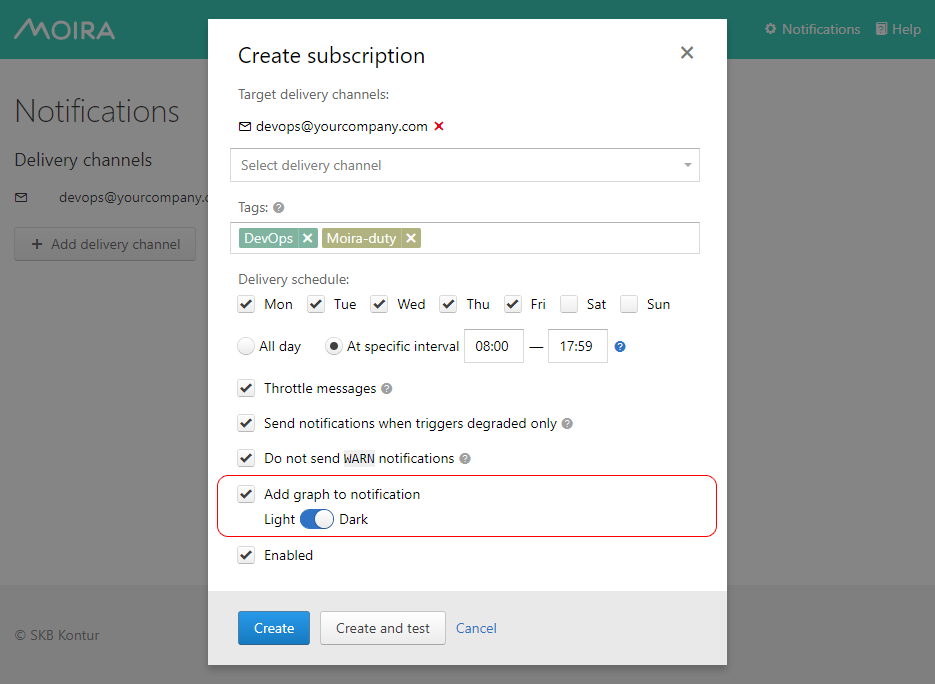 MOIRA
Notifications Help
Notifications
Delivery channels
devops@yourcompany.c
+ Add delivery channel
© SKB Kontur
Create subscription
Target delivery channels:
devops@yourcompany.com
Select delivery channel
Tags: ?
DevOps × Moira-duty ×
Delivery schedule:
Mon Tue Wed Thu Fri Sat Sun
All day At specific interval 08:00 — 17:59 ?
Throttle messages ?
Send notifications when triggers degraded only ?
Do not send WARN notifications ?
Add graph to notification
Light Dark
Enabled
Create Create and test Cancel